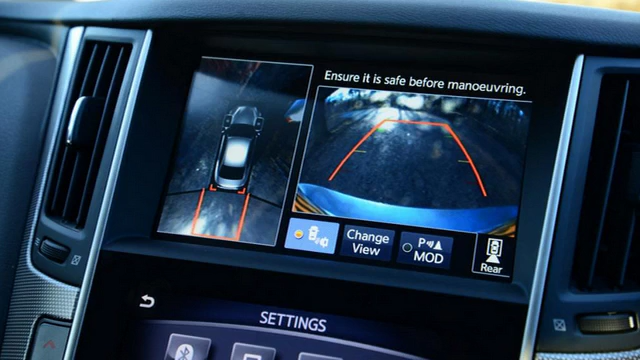 Ensure it is safe before manoeuvring.
Change
View
P
MOD
Rear
SETTINGS